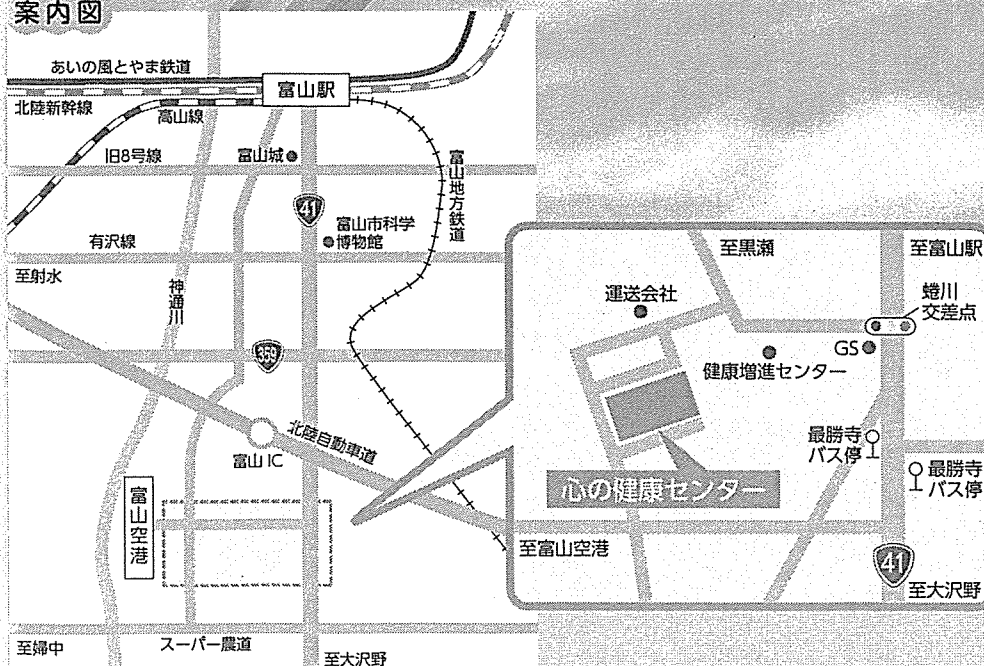 案内図
あいの風とやま鉄道
富山駅
北陸新幹線
高山線
旧8号線
富山城
富山地方鉄道
41
富山市科学
博物館
有沢線
至射水
神通川
359
北陸自動車道
富山IC
富山空港
至婦中
スーパー農道
至大沢野
至黒瀬
至富山駅
運送会社
蜷川
交差点
GS
健康増進センター
最勝寺
バス停
最勝寺
バス停
心の健康センター
至富山空港
41
至大沢野